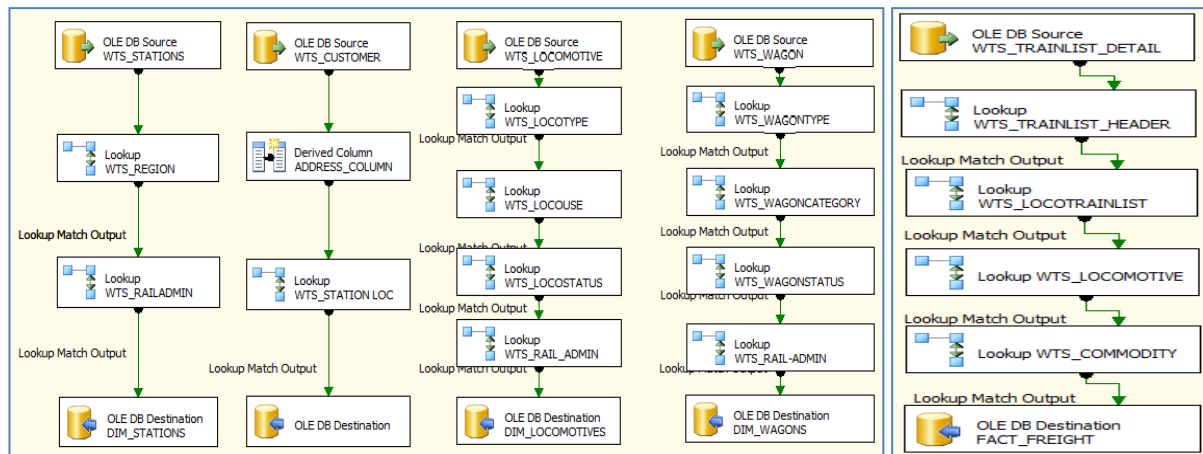 OLE DB Source
WTS_STATIONS
Lookup
WTS_REGION
Lookup Match Output
Lookup
WTS_RAILADMIN
Lookup Match Output
OLE DB Destination
DIM_STATIONS
OLE DB Source
WTS_CUSTOMER
Derived Column
ADDRESS_COLUMN
Lookup
WTS_STATION LOC
Lookup Match Output
OLE DB Destination
OLE DB Source
WTS_LOCOMOTIVE
Lookup
WTS_LOCOTYPE
Lookup Match Output
Lookup
WTS_LOCOUSE
Lookup Match Output
Lookup
WTS_LOCOSTATUS
Lookup Match Output
Lookup
WTS_RAIL_ADMIN
Lookup Match Output
OLE DB Destination
DIM_LOCOMOTIVES
OLE DB Source
WTS_WAGON
Lookup
WTS_WAGONTYPE
Lookup Match Output
Lookup
WTS_WAGONCATEGORY
Lookup Match Output
Lookup
WTS_WAGONSTATUS
Lookup Match Output
Lookup
WTS_RAIL-ADMIN
Lookup Match Output
OLE DB Destination
DIM_WAGONS
OLE DB Source
WTS_TRAINLIST_DETAIL
Lookup
WTS_TRAINLIST_HEADER
Lookup Match Output
Lookup
WTS_LOCOTRAINLIST
Lookup Match Output
Lookup WTS_LOCOMOTIVE
Lookup Match Output
Lookup WTS_COMMODITY
Lookup Match Output
OLE DB Destination
FACT_FREIGHT